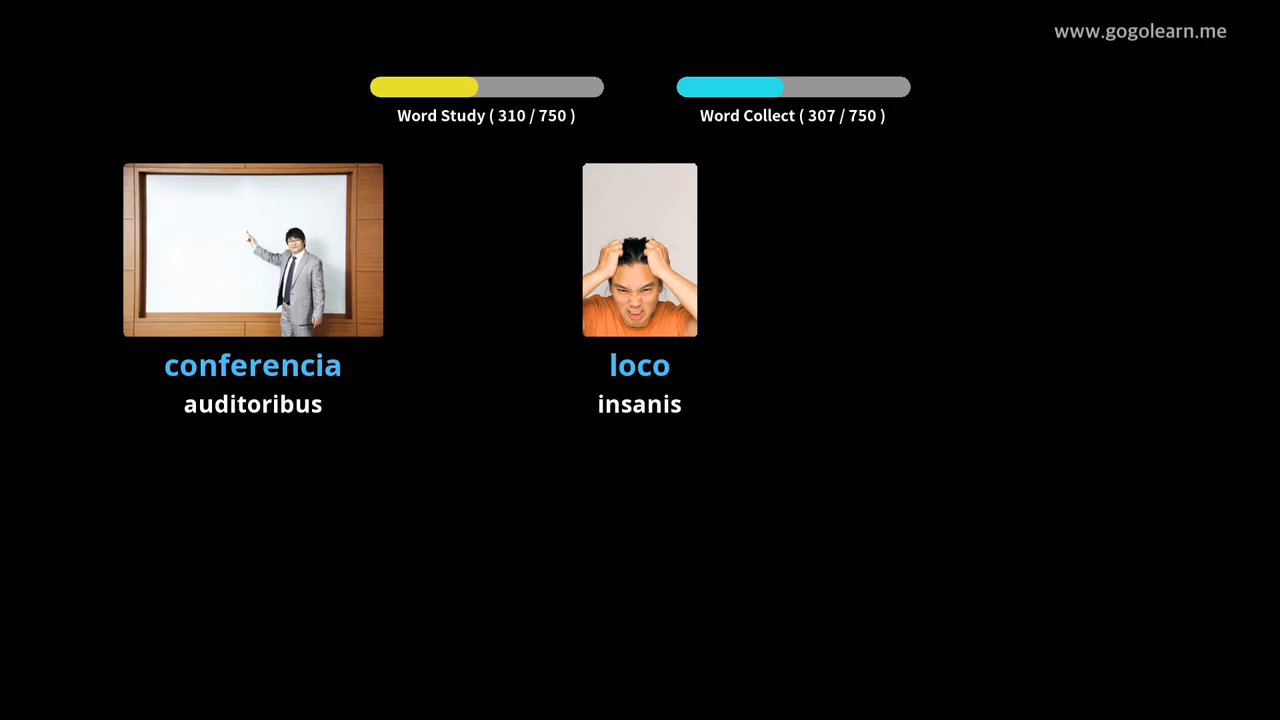 www.gogolearn.me
Word Study ( 310 / 750 )
Word Collect ( 307 / 750 )
conferencia
auditoribus
loco
insanis